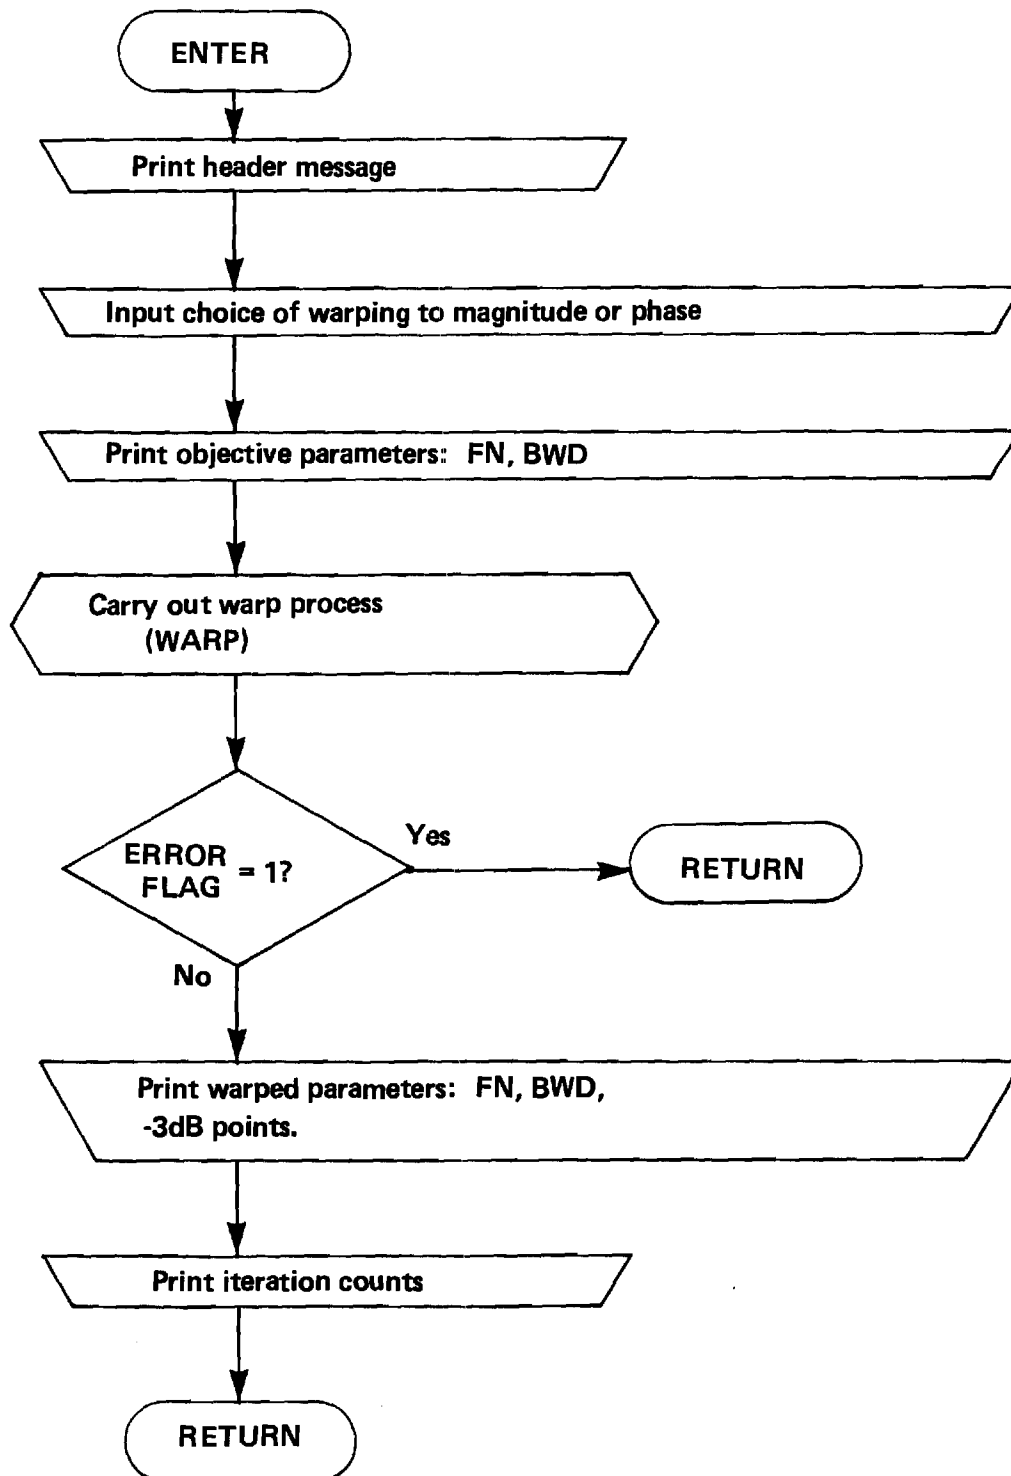 ENTER
Print header message
Input choice of warping to magnitude or phase
Print objective parameters: FN, BWD
Carry out warp process
(WARP)
ERROR
FLAG = 1?
Yes
RETURN
No
Print warped parameters: FN, BWD,
-3dB points.
Print iteration counts
RETURN